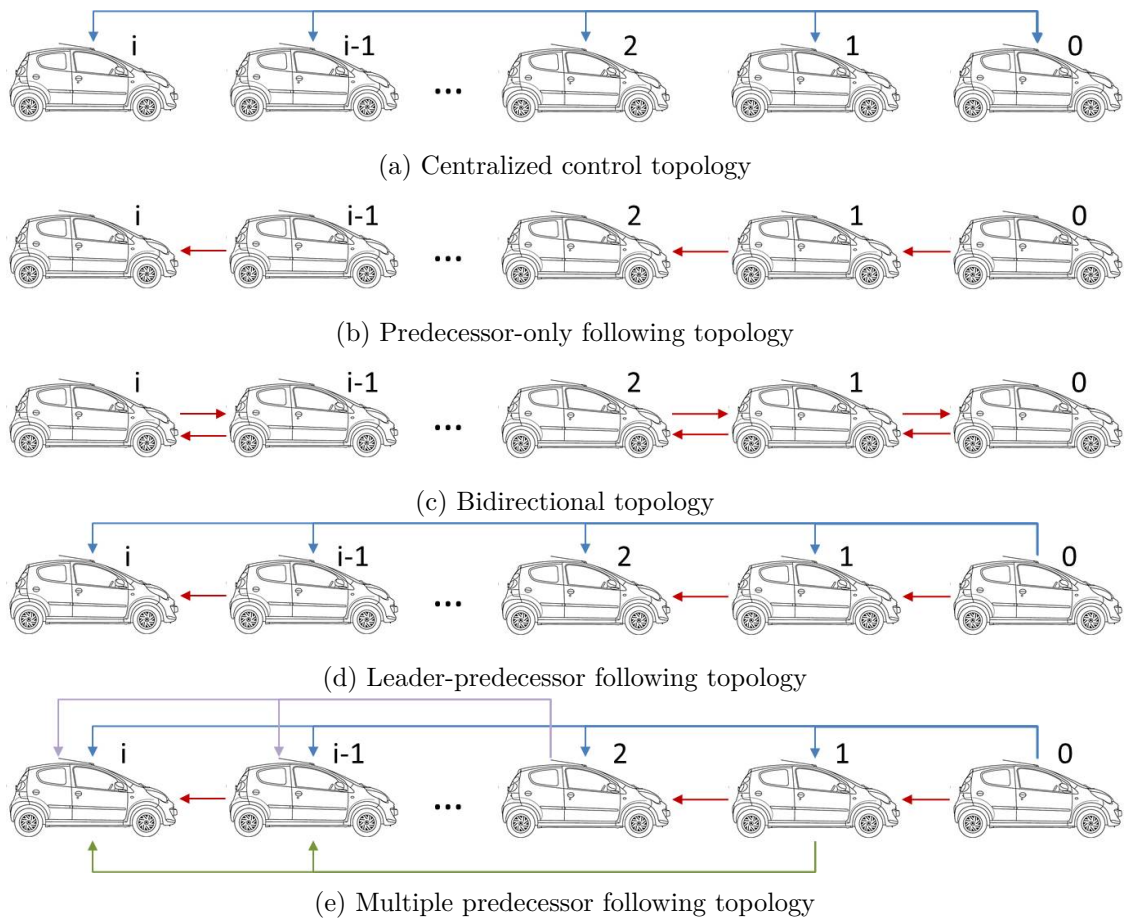 i i-1 2 1 0
...
(a) Centralized control topology
i i-1 2 1 0
...
(b) Predecessor-only following topology
i i-1 2 1 0
...
(c) Bidirectional topology
i i-1 2 1 0
...
(d) Leader-predecessor following topology
i i-1 2 1 0
...
(e) Multiple predecessor following topology